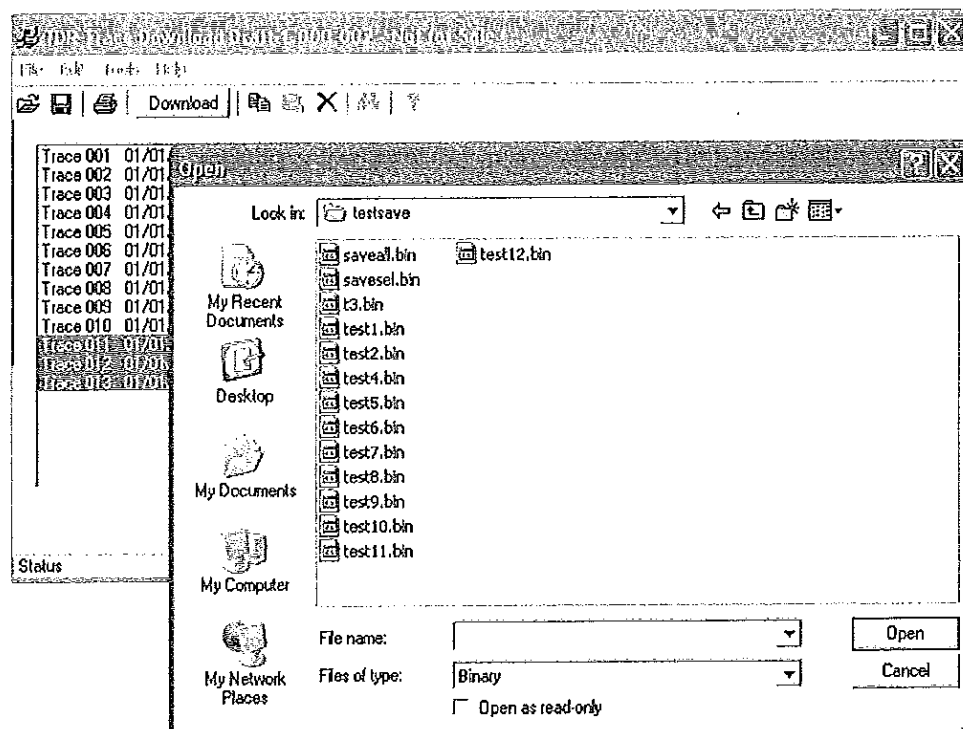 File Edit Tools Help
Download
Trace 001 01/01
Trace 002 01/01
Trace 003 01/01
Trace 004 01/01
Trace 005 01/01
Trace 006 01/01
Trace 007 01/01
Trace 008 01/01
Trace 009 01/01
Trace 010 01/01
Trace 011 01/01
Trace 012 01/01
Trace 013 01/01
Status
Open
Look in: testsave
My Recent Documents
Desktop
My Documents
My Computer
My Network Places
saveall.bin
savesel.bin
t3.bin
test1.bin
test2.bin
test4.bin
test5.bin
test6.bin
test7.bin
test8.bin
test9.bin
test10.bin
test11.bin
test12.bin
File name:
Files of type: Binary
Open as read-only
Open
Cancel